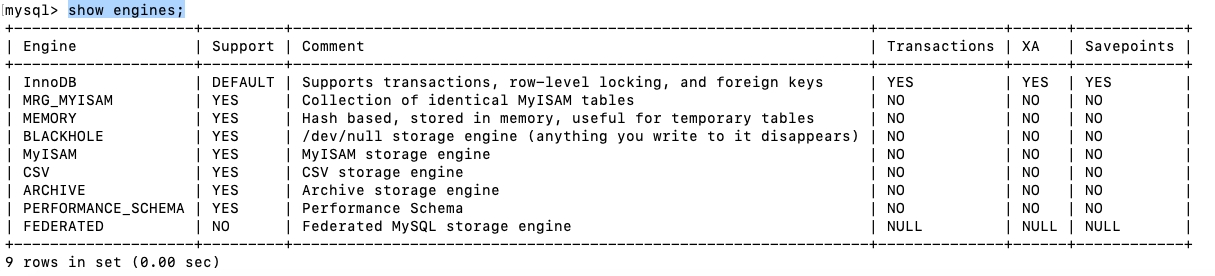 mysql> show engines;
+--------------------+---------+----------------------------------------------------------------+--------------+------+------------+
| Engine             | Support | Comment                                                        | Transactions | XA   | Savepoints |
+--------------------+---------+----------------------------------------------------------------+--------------+------+------------+
| InnoDB             | DEFAULT | Supports transactions, row-level locking, and foreign keys     | YES          | YES  | YES        |
| MRG_MYISAM         | YES     | Collection of identical MyISAM tables                          | NO           | NO   | NO         |
| MEMORY             | YES     | Hash based, stored in memory, useful for temporary tables      | NO           | NO   | NO         |
| BLACKHOLE          | YES     | /dev/null storage engine (anything you write to it disappears) | NO           | NO   | NO         |
| MyISAM             | YES     | MyISAM storage engine                                          | NO           | NO   | NO         |
| CSV                | YES     | CSV storage engine                                             | NO           | NO   | NO         |
| ARCHIVE            | YES     | Archive storage engine                                         | NO           | NO   | NO         |
| PERFORMANCE_SCHEMA | YES     | Performance Schema                                             | NO           | NO   | NO         |
| FEDERATED          | NO      | Federated MySQL storage engine                                 | NULL         | NULL | NULL       |
+--------------------+---------+----------------------------------------------------------------+--------------+------+------------+
9 rows in set (0.00 sec)